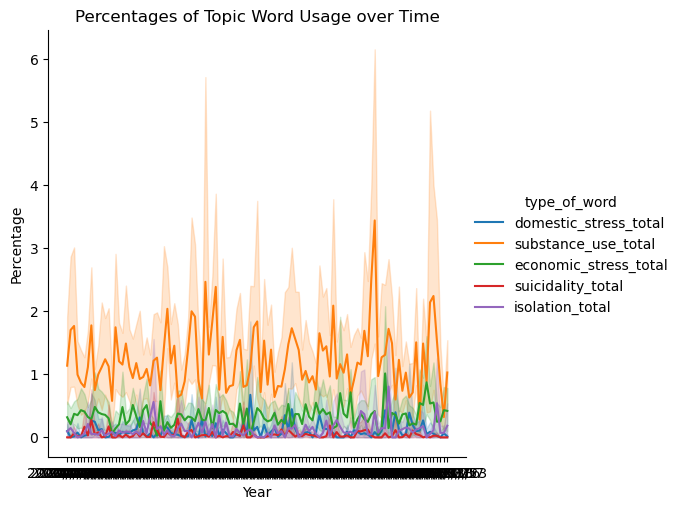 Percentages of Topic Word Usage over Time
6
5
4
3
2
1
0
Percentage
Year
type_of_word
domestic_stress_total
substance_use_total
economic_stress_total
suicidality_total
isolation_total